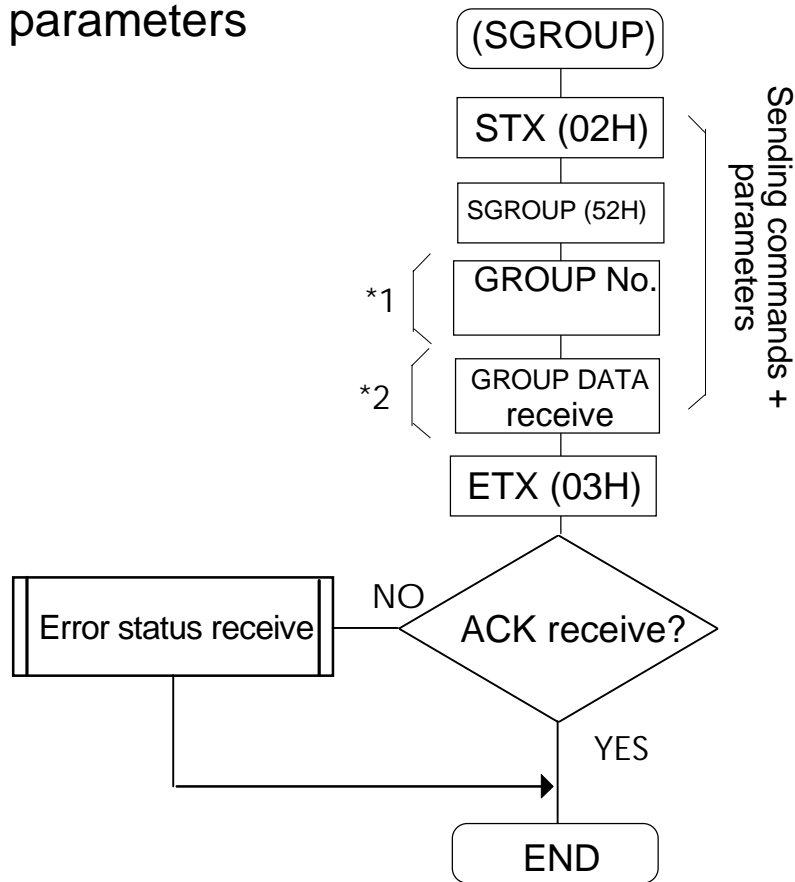 parameters
(SGROUP)
STX (02H)
SGROUP (52H)
*1
GROUP No.
*2
GROUP DATA
receive
ETX (03H)
Sending commands +
parameters
ACK receive?
NO
Error status receive
YES
END